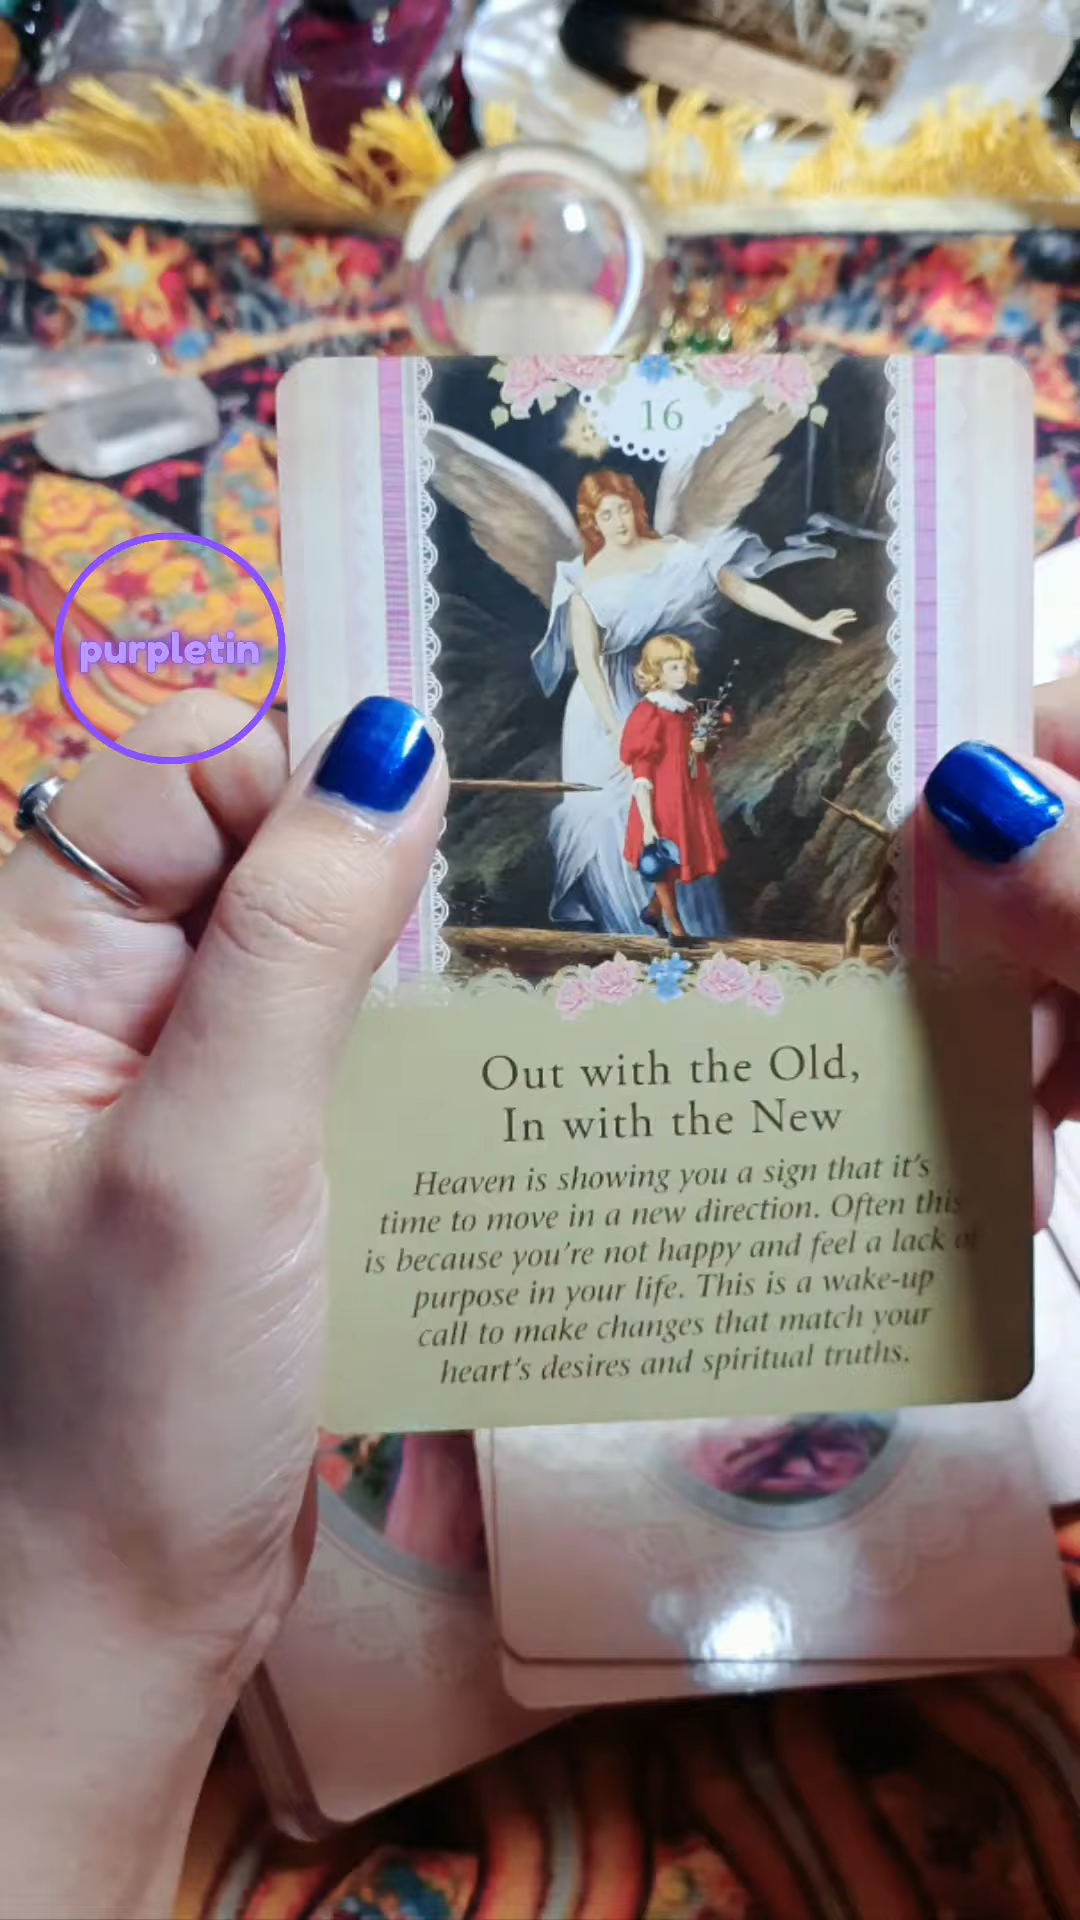 16
purpletin
Out with the Old,
In with the New
Heaven is showing you a sign that it's
time to move in a new direction. Often this
is because you're not happy and feel a lack of
purpose in your life. This is a wake-up
call to make changes that match your
heart's desires and spiritual truths.